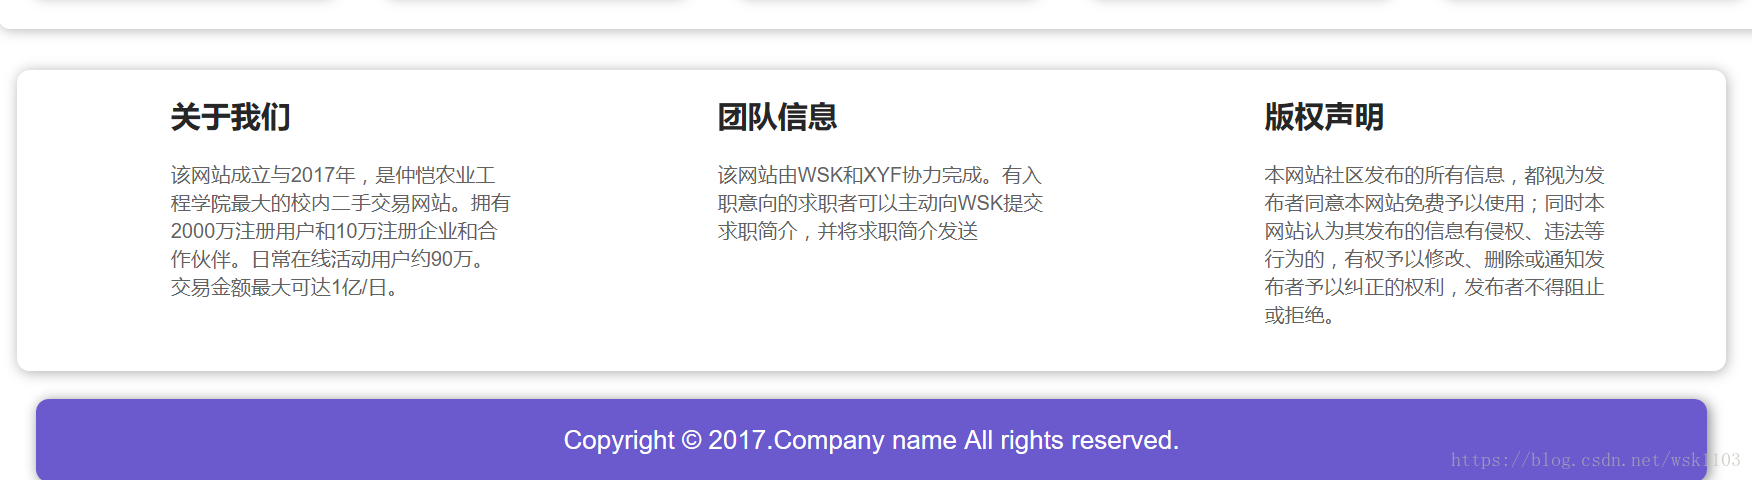 关于我们
该网站成立与2017年，是仲恺农业工
程学院最大的校内二手交易网站。拥有
2000万注册用户和10万注册企业和合
作伙伴。日常在线活动用户约90万。
交易金额最大可达1亿/日。
团队信息
该网站由WSK和XYF协力完成。有入
职意向的求职者可以主动向WSK提交
求职简介，并将求职简介发送
版权声明
本网站社区发布的所有信息，都视为发
布者同意本网站免费予以使用；同时本
网站认为其发布的信息有侵权、违法等
行为的，有权予以修改、删除或通知发
布者予以纠正的权利，发布者不得阻止
或拒绝。
Copyright © 2017.Company name All rights reserved.
https://blog.csdn.net/wsk1103